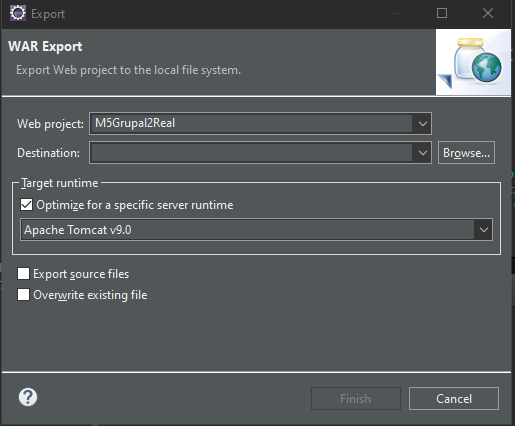 Export
WAR Export
Export Web project to the local file system.
Web project: M5Grupal2Real
Destination: Browse...
Target runtime
Optimize for a specific server runtime
Apache Tomcat v9.0
Export source files
Overwrite existing file
Finish Cancel